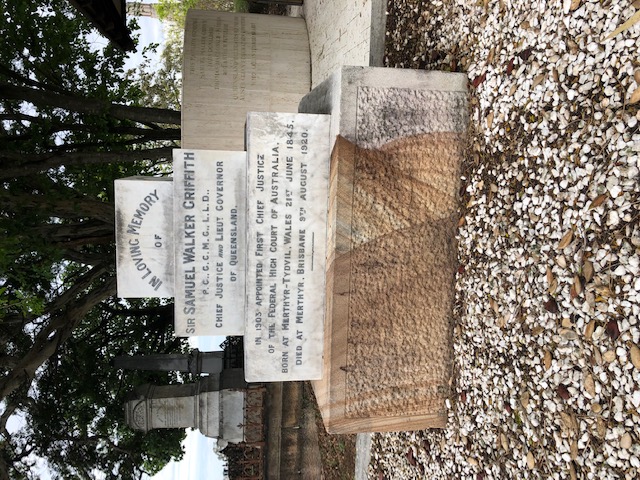 IN LOVING MEMORY
OF
SIR SAMUEL WALKER GRIFFITH
P.C., G.C.M.G., L.L.D.,
CHIEF JUSTICE AND LIEUT GOVERNOR
OF QUEENSLAND.
IN 1903 APPOINTED FIRST CHIEF JUSTICE
OF THE FEDERAL HIGH COURT OF AUSTRALIA.
BORN AT MERTHYR-TYDVIL, WALES 21ST JUNE 1845.
DIED AT MERTHYR, BRISBANE 9TH AUGUST 1920.